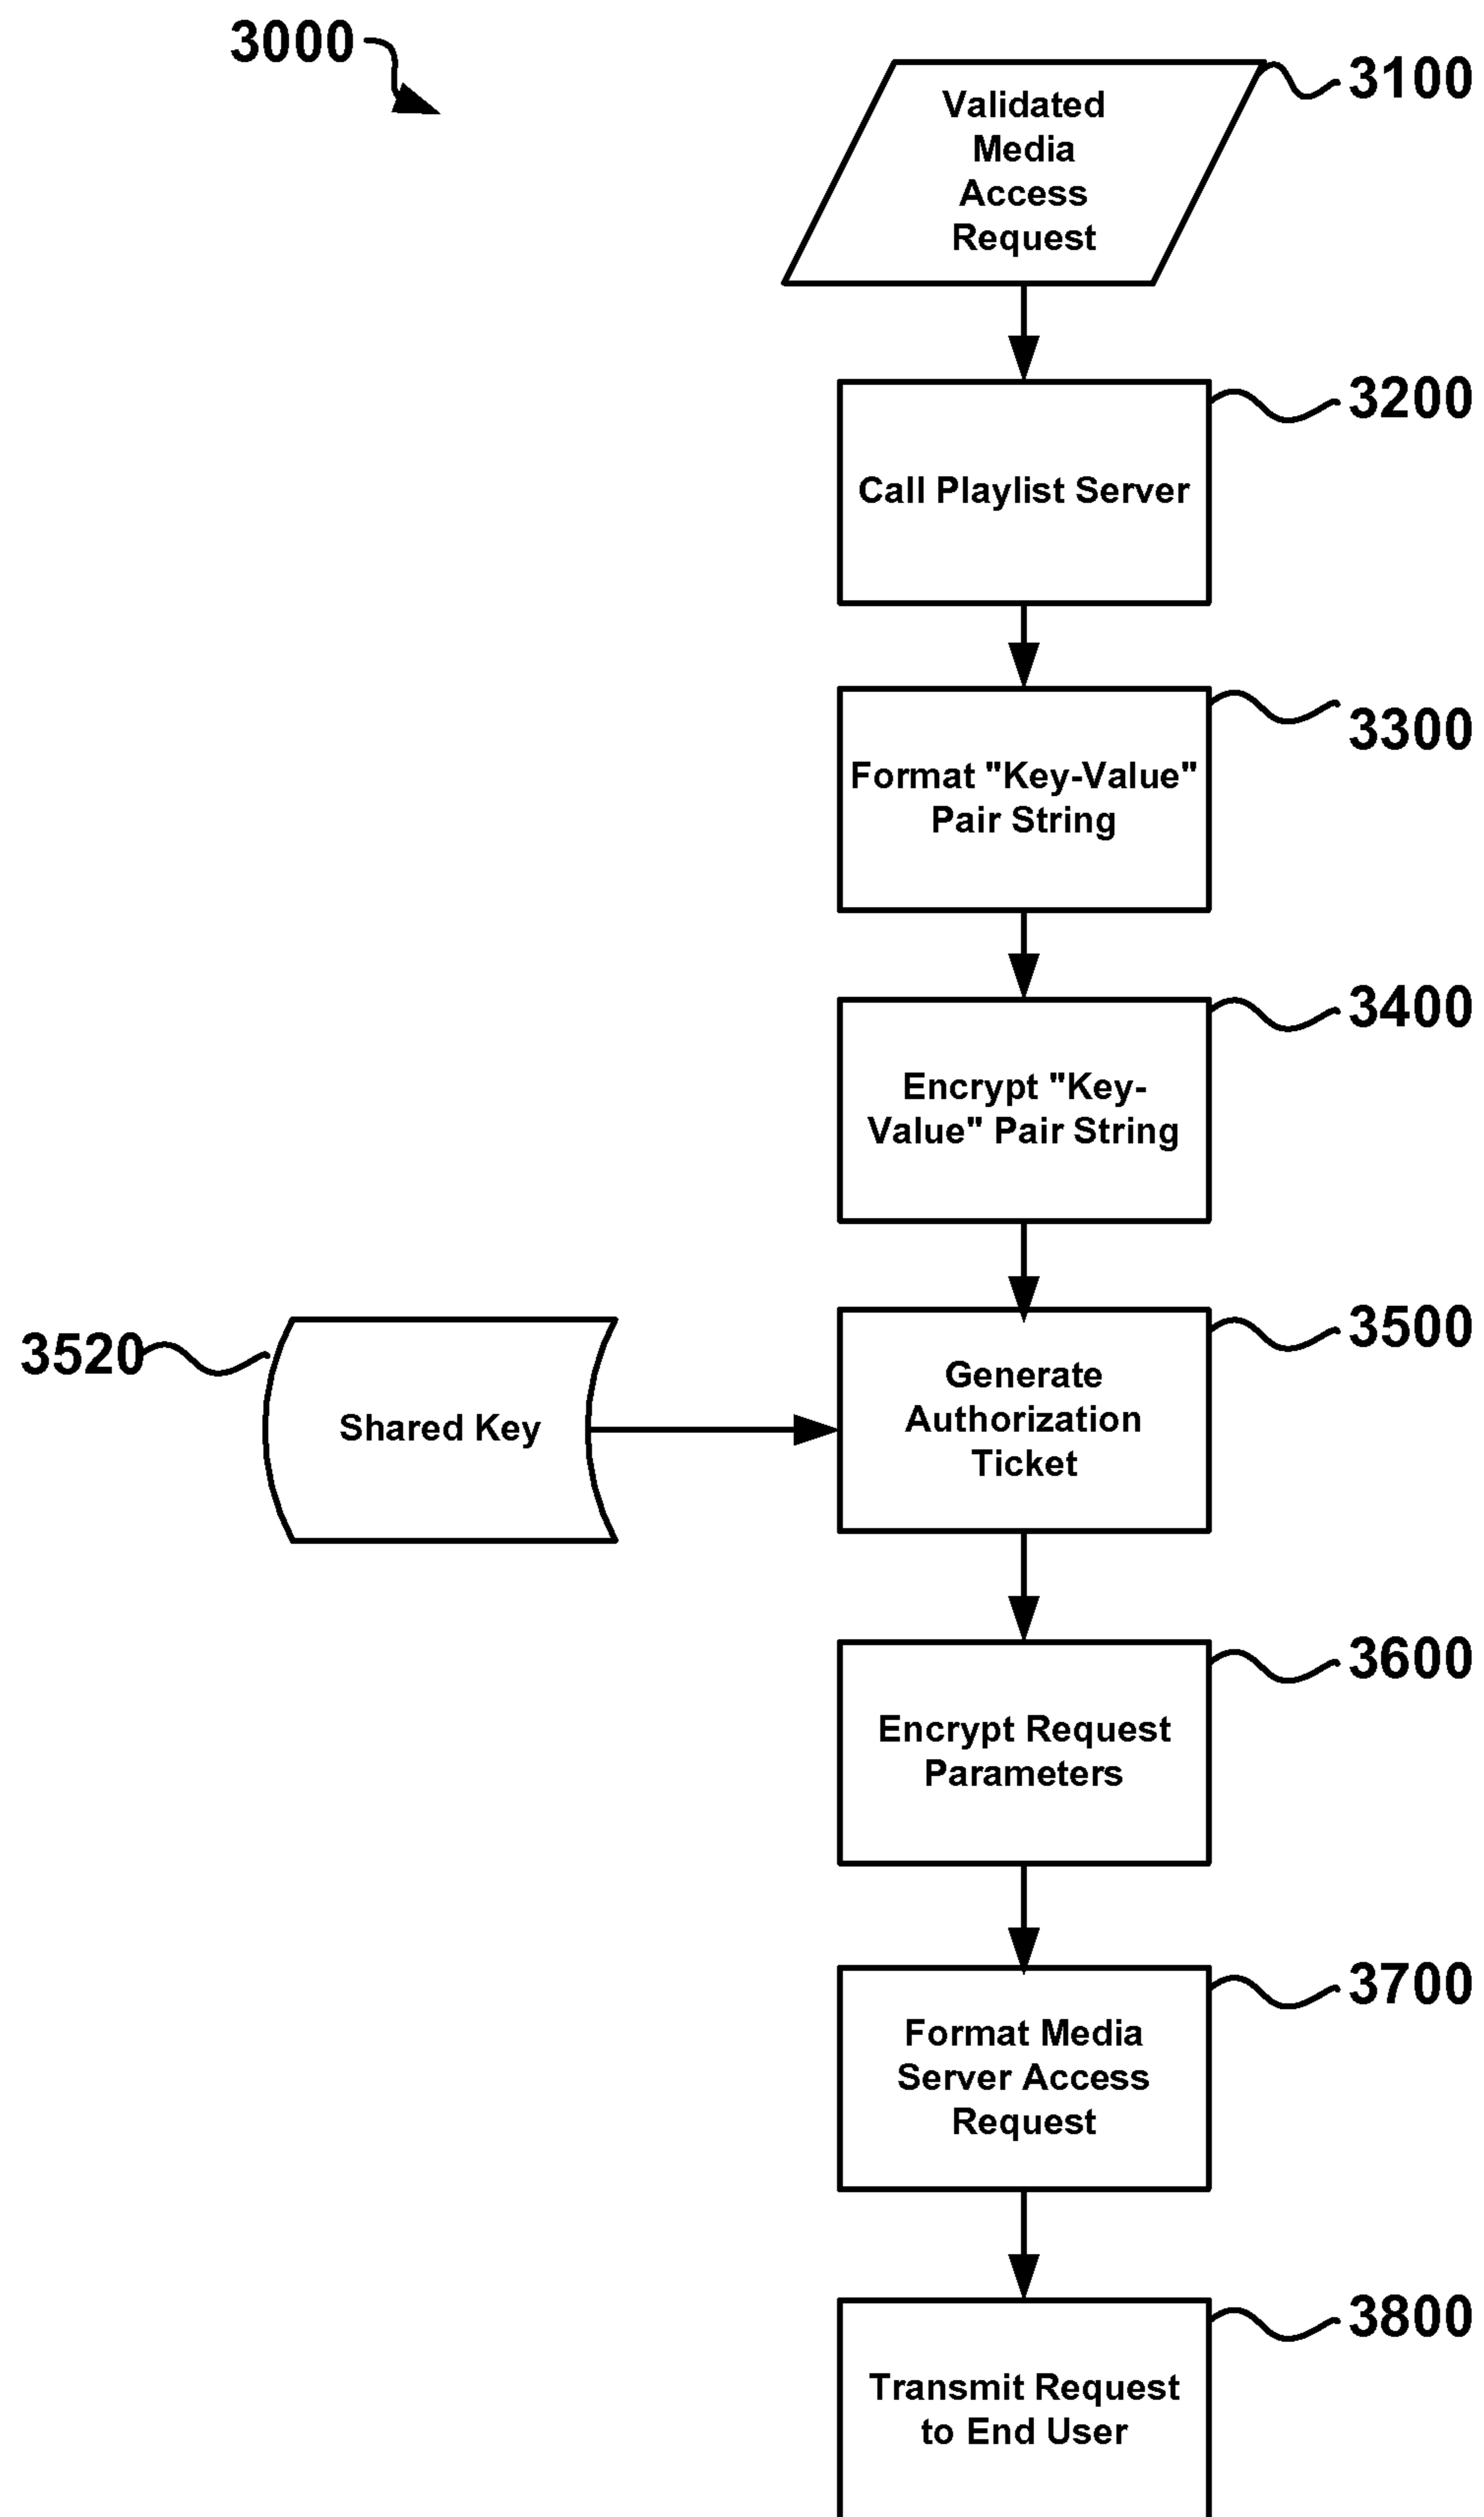 3000
3100
Validated
Media
Access
Request
3200
Call Playlist Server
3300
Format "Key-Value"
Pair String
3400
Encrypt "Key-
Value" Pair String
3500
Generate
Authorization
Ticket
3520
Shared Key
3600
Encrypt Request
Parameters
3700
Format Media
Server Access
Request
3800
Transmit Request
to End User